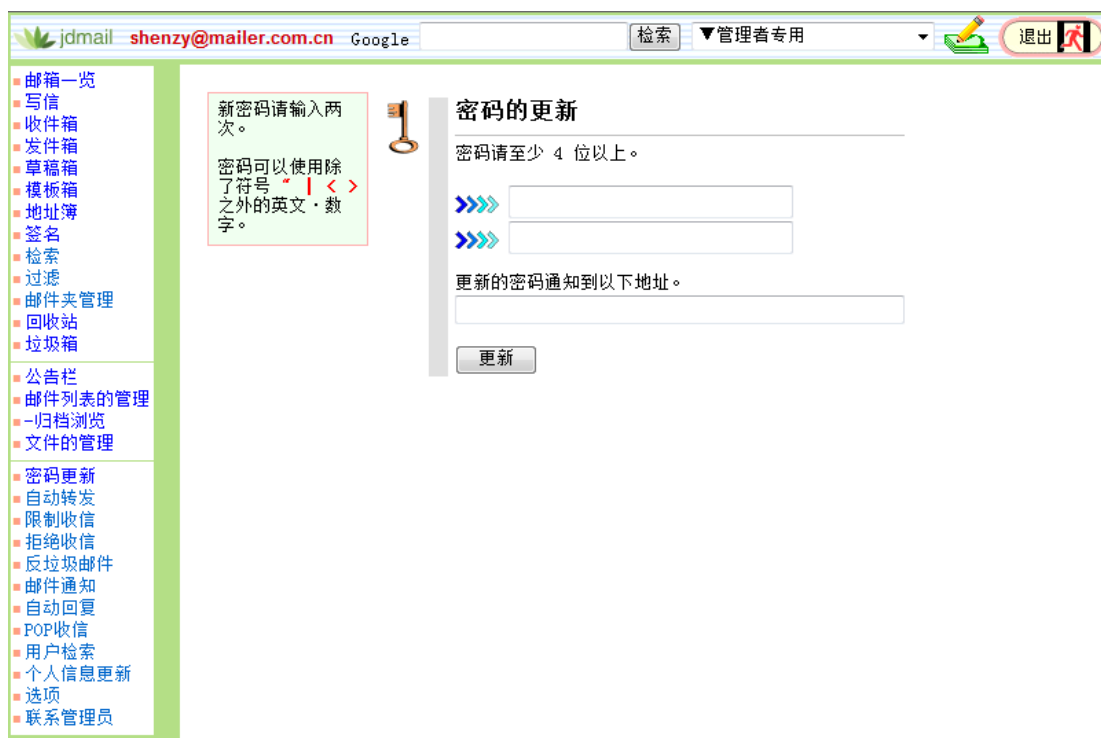 jdmail shenzy@mailer.com.cn Google 检索 ▼管理者专用 退出
邮箱一览
写信
收件箱
发件箱
草稿箱
模板箱
地址簿
签名
检索
过滤
邮件夹管理
回收站
垃圾箱
公告栏
邮件列表的管理
-归档浏览
文件的管理
密码更新
自动转发
限制收信
拒绝收信
反垃圾邮件
邮件通知
自动回复
POP收信
用户检索
个人信息更新
选项
联系管理员
新密码请输入两
次。
密码可以使用除
了符号 “ | < >
之外的英文・数
字。
密码的更新
密码请至少 4 位以上。
更新的密码通知到以下地址。
更新